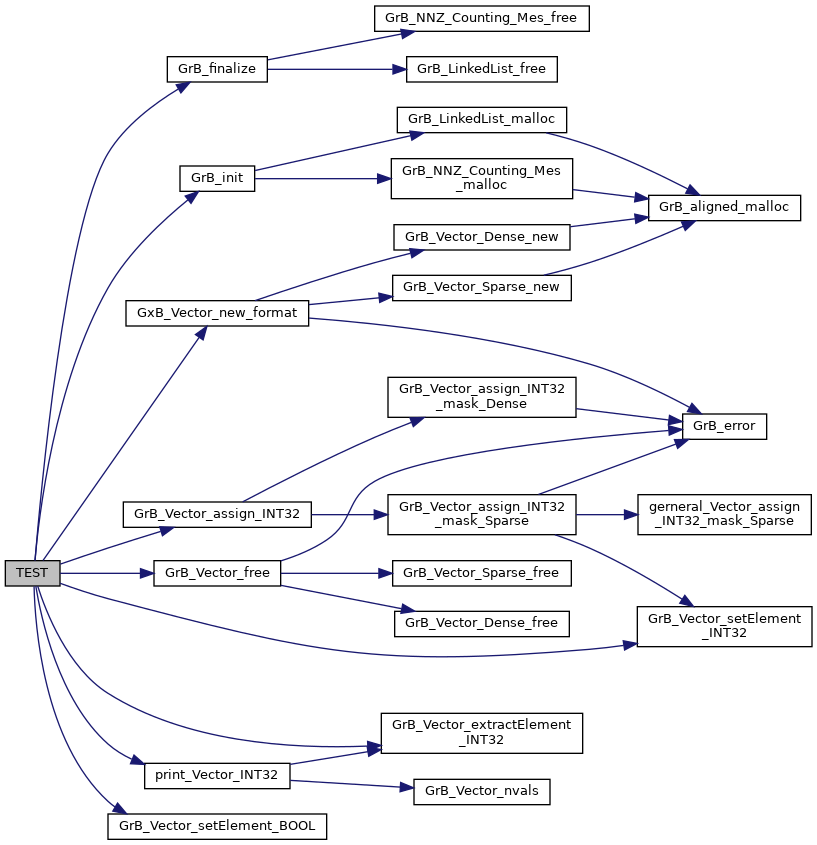 GrB_NNZ_Counting_Mes_free
GrB_finalize
GrB_LinkedList_free
GrB_LinkedList_malloc
GrB_init
GrB_NNZ_Counting_Mes
_malloc
GrB_aligned_malloc
GrB_Vector_Dense_new
GrB_Vector_Sparse_new
GxB_Vector_new_format
GrB_Vector_assign_INT32
_mask_Dense
GrB_error
GrB_Vector_assign_INT32
GrB_Vector_assign_INT32
_mask_Sparse
gerneral_Vector_assign
_INT32_mask_Sparse
TEST
GrB_Vector_free
GrB_Vector_Sparse_free
GrB_Vector_Dense_free
GrB_Vector_setElement
_INT32
GrB_Vector_extractElement
_INT32
print_Vector_INT32
GrB_Vector_nvals
GrB_Vector_setElement_BOOL